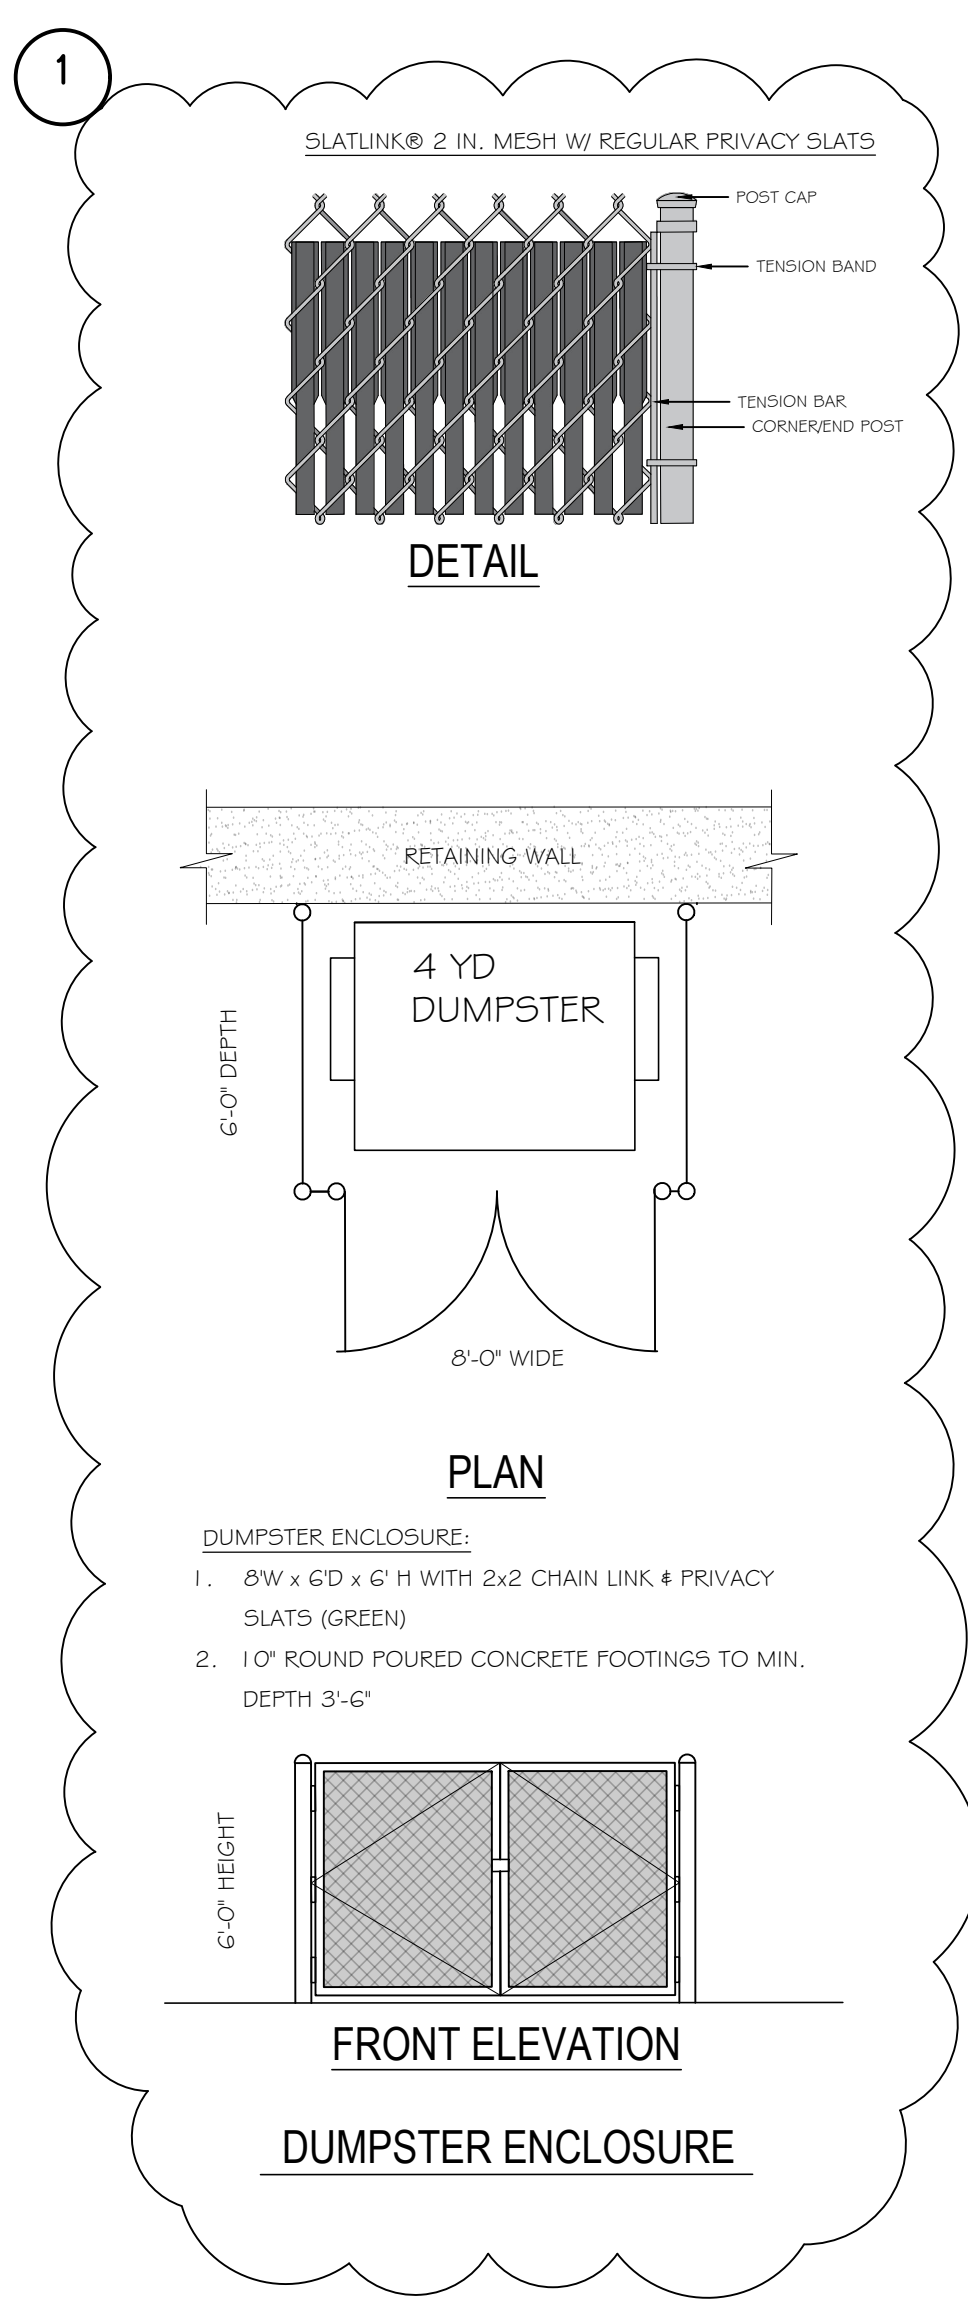 1
SLATLINK® 2 IN. MESH W/ REGULAR PRIVACY SLATS
POST CAP
TENSION BAND
TENSION BAR
CORNER/END POST
DETAIL
RETAINING WALL
4 YD
DUMPSTER
6'-0" DEPTH
8'-0" WIDE
PLAN
DUMPSTER ENCLOSURE:
1. 8'W x 6'D x 6' H WITH 2x2 CHAIN LINK & PRIVACY
SLATS (GREEN)
2. 10" ROUND POURED CONCRETE FOOTINGS TO MIN.
DEPTH 3'-6"
6'-0" HEIGHT
FRONT ELEVATION
DUMPSTER ENCLOSURE